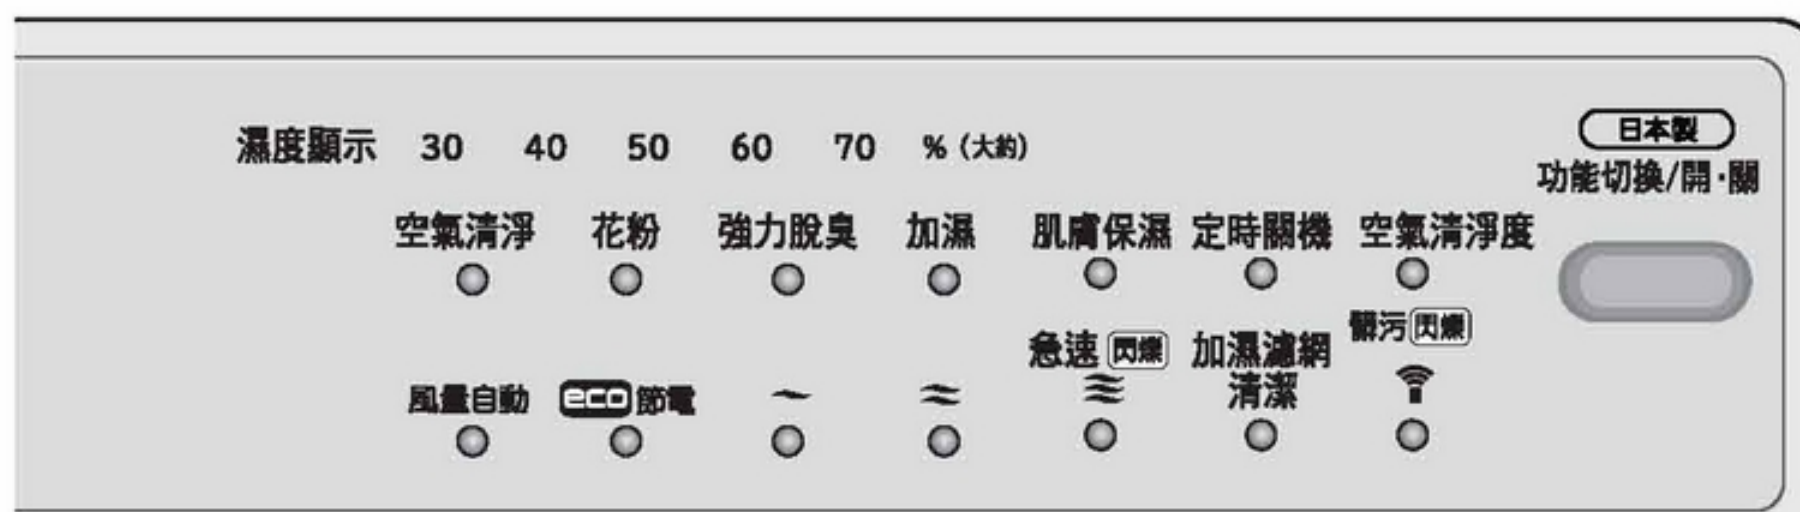 日本製
濕度顯示 30 40 50 60 70 % (大約)
功能切換/開·關
空氣清淨 花粉 強力脫臭 加濕 肌膚保濕 定時關機 空氣清淨度
髒污 閃爍
急速 閃爍 加濕濾網
清潔
風量自動 eco 節電